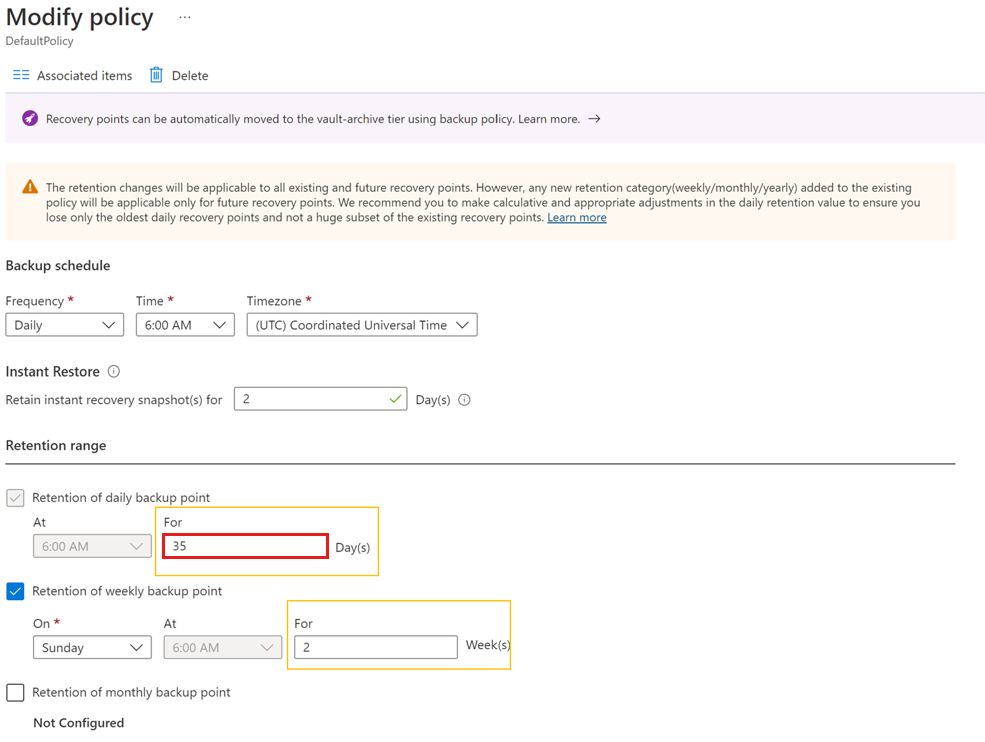 Modify policy ...
DefaultPolicy
Associated items Delete
Recovery points can be automatically moved to the vault-archive tier using backup policy. Learn more. →
The retention changes will be applicable to all existing and future recovery points. However, any new retention category(weekly/monthly/yearly) added to the existing
policy will be applicable only for future recovery points. We recommend you to make calculative and appropriate adjustments in the daily retention value to ensure you
lose only the oldest daily recovery points and not a huge subset of the existing recovery points. Learn more
Backup schedule
Frequency * Time * Timezone *
Daily 6:00 AM (UTC) Coordinated Universal Time
Instant Restore
Retain instant recovery snapshot(s) for 2 Day(s)
Retention range
Retention of daily backup point
At For
6:00 AM 35 Day(s)
Retention of weekly backup point
On * At For
Sunday 6:00 AM 2 Week(s)
Retention of monthly backup point
Not Configured